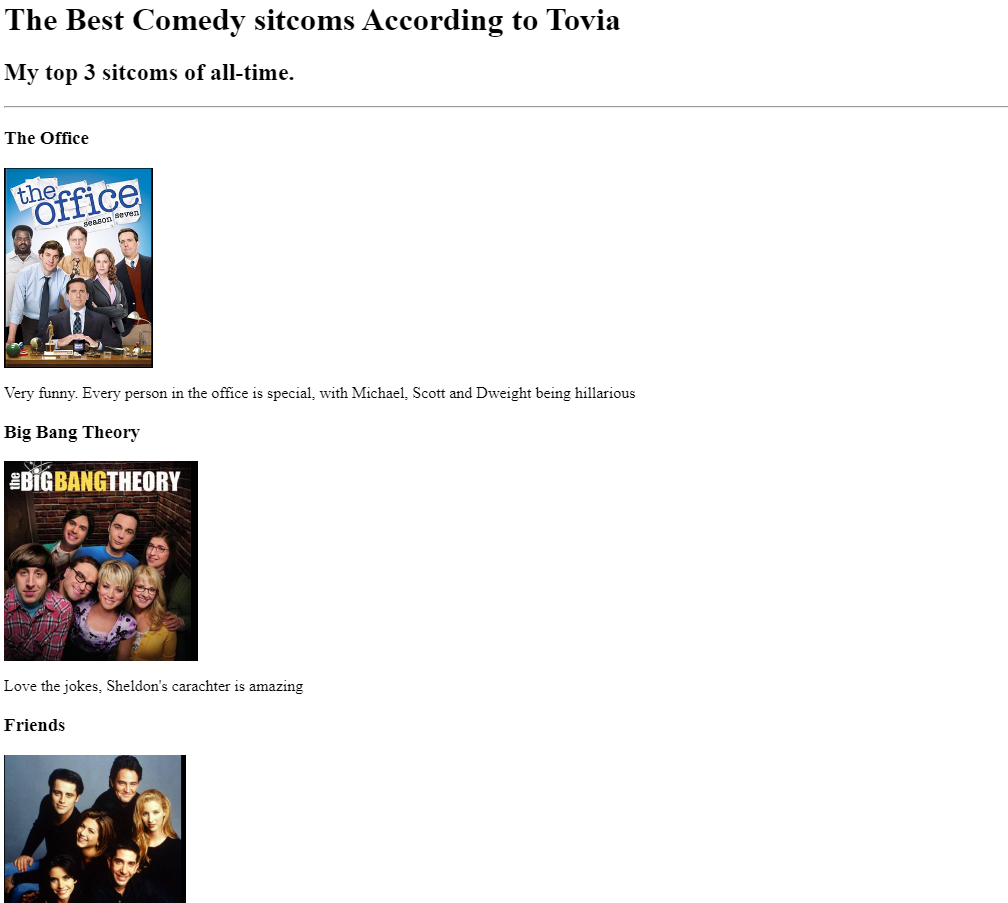 The Best Comedy sitcoms According to Tovia
My top 3 sitcoms of all-time.
The Office
the
office
season seven
Very funny. Every person in the office is special, with Michael, Scott and Dweight being hillarious
Big Bang Theory
the BIG BANG THEORY
Love the jokes, Sheldon's carachter is amazing
Friends